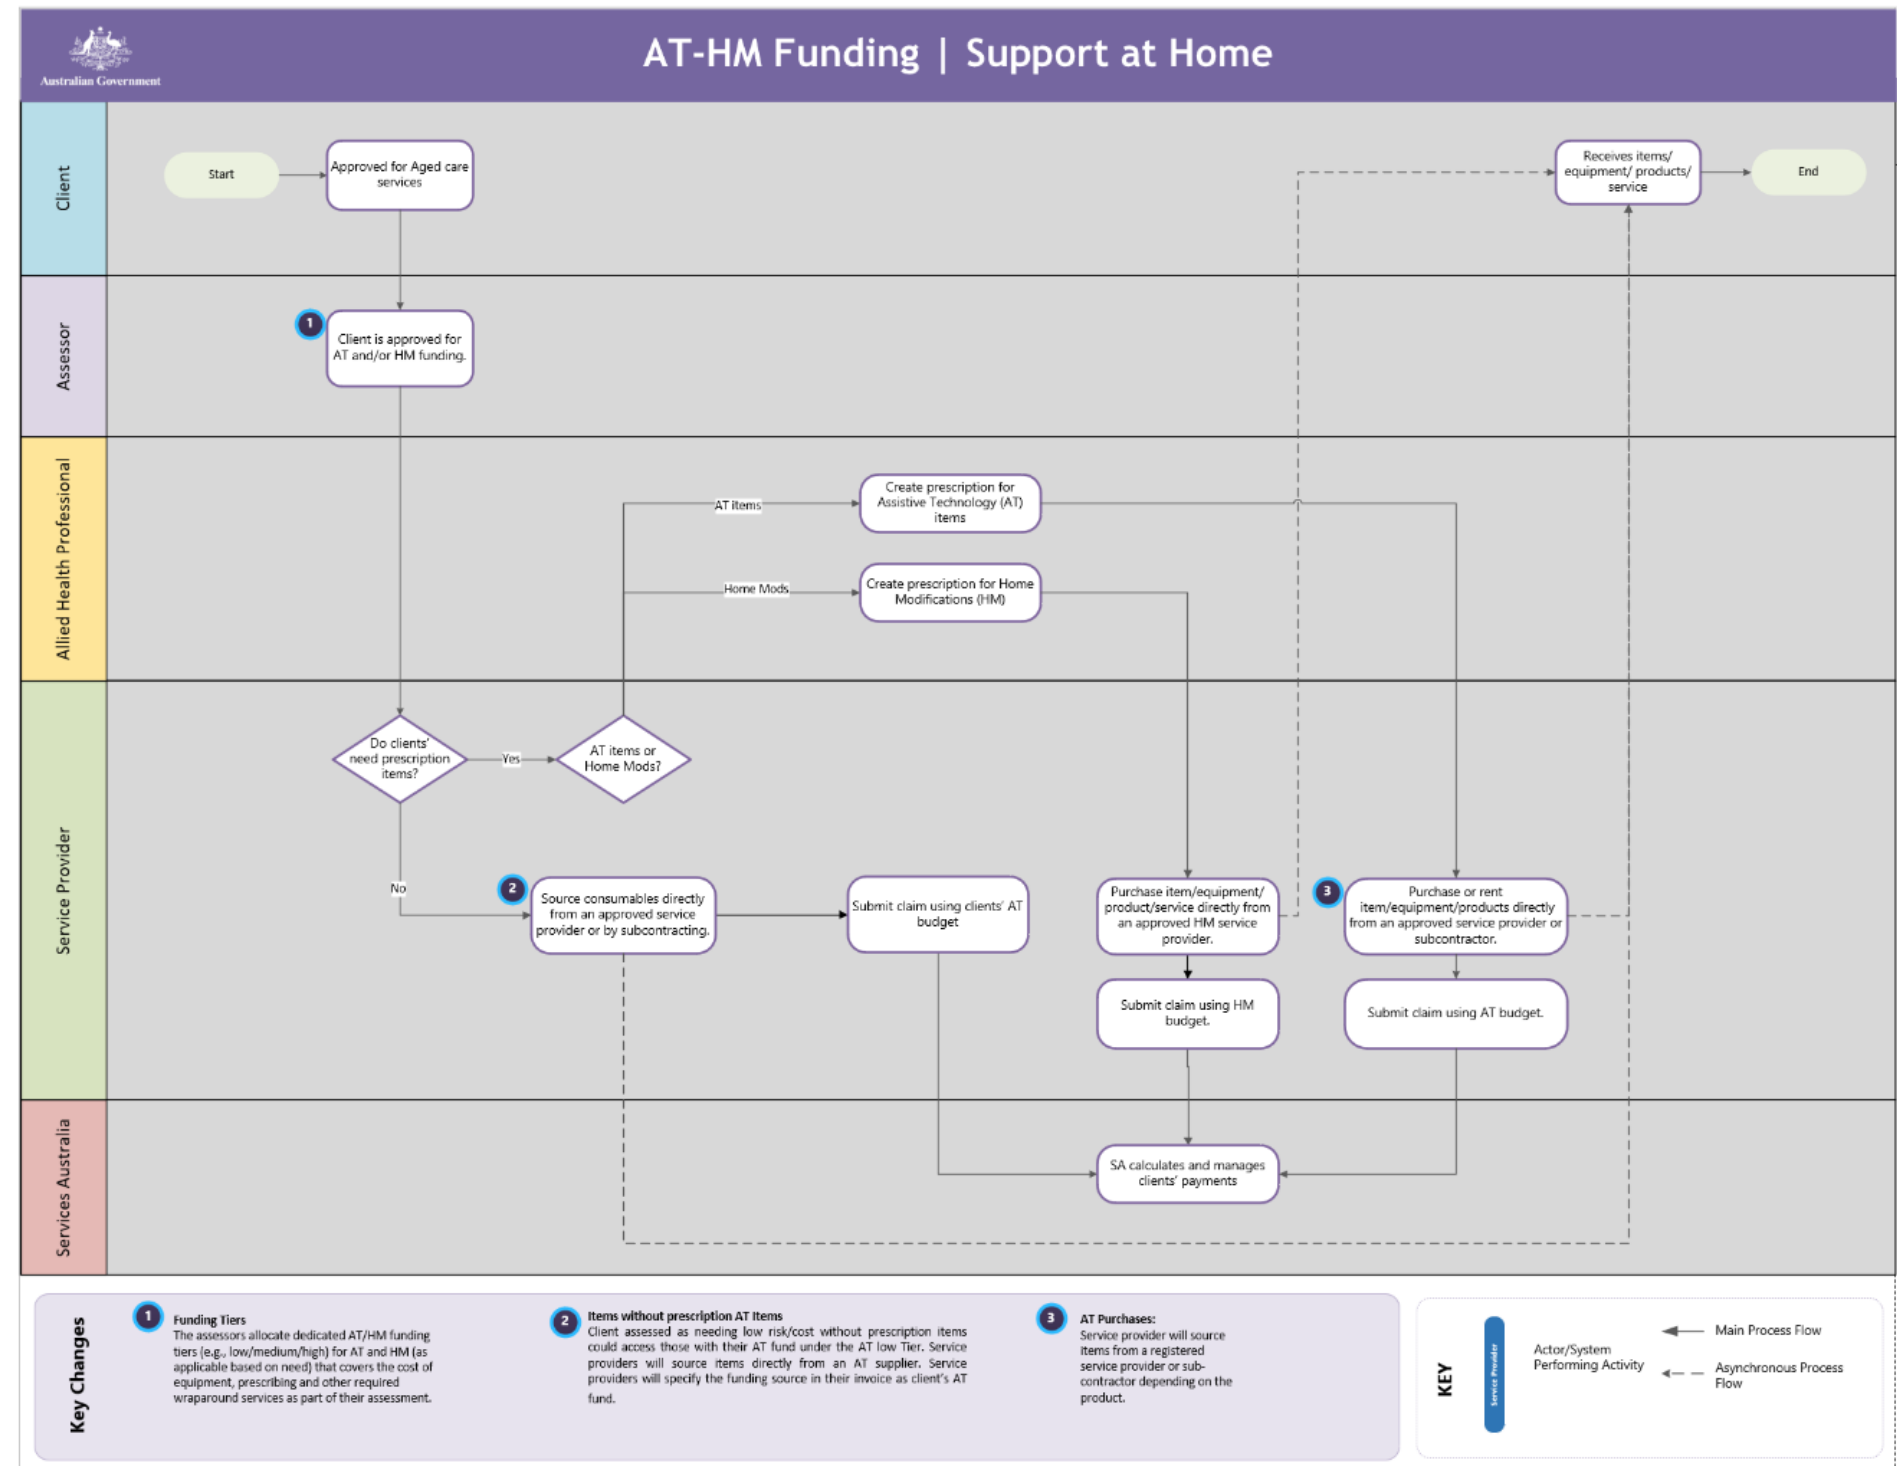 Australian Government
AT-HM Funding | Support at Home
Client
Start
Approved for Aged care
services
Receives items/
equipment/ products/
service
End
Assessor
1
Client is approved for
AT and/or HM funding.
Allied Health Professional
AT items
Create prescription for
Assistive Technology (AT)
items
Home Mods
Create prescription for Home
Modifications (HM)
Service Provider
Do clients'
need prescription
items?
Yes
AT items or
Home Mods?
No
2
Source consumables directly
from an approved service
provider or by subcontracting.
Submit claim using clients' AT
budget
Purchase item/equipment/
product/service directly from
an approved HM service
provider.
3
Purchase or rent
item/equipment/products directly
from an approved service provider or
subcontractor.
Submit claim using HM
budget.
Submit claim using AT budget.
Services Australia
SA calculates and manages
clients' payments
Key Changes
1
Funding Tiers
The assessors allocate dedicated AT/HM funding
tiers (e.g., low/medium/high) for AT and HM (as
applicable based on need) that covers the cost of
equipment, prescribing and other required
wraparound services as part of their assessment.
2
Items without prescription AT Items
Client assessed as needing low risk/cost without prescription items
could access those with their AT fund under the AT low Tier. Service
providers will source items directly from an AT supplier. Service
providers will specify the funding source in their invoice as client's AT
fund.
3
AT Purchases:
Service provider will source
items from a registered
service provider or sub-
contractor depending on the
product.
KEY
Service Provider
Actor/System
Performing Activity
Main Process Flow
Asynchronous Process
Flow